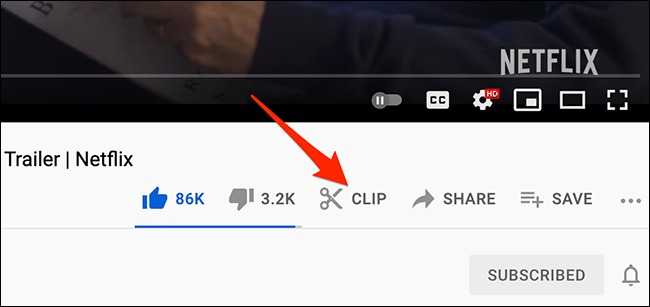 NETFLIX
CC HD
Trailer | Netflix
86K 3.2K CLIP SHARE SAVE
SUBSCRIBED